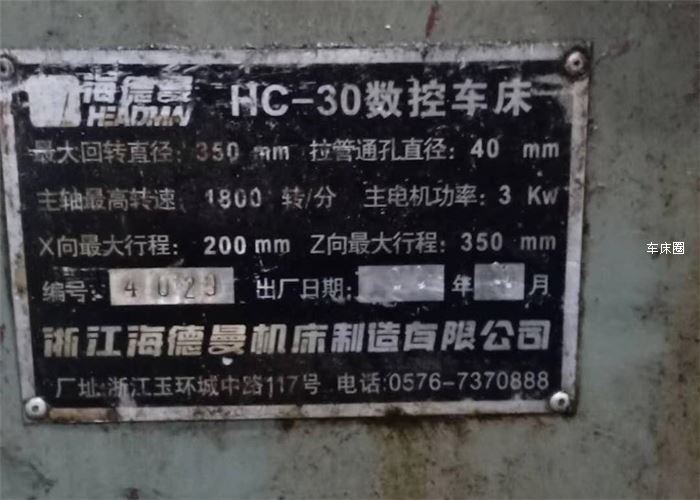 海德曼 HC-30数控车床
HEADMAN
最大回转直径：350 mm 拉管通孔直径：40 mm
主轴最高转速 1800 转/分 主电机功率：3 Kw
X向最大行程：200mm Z向最大行程：350 mm
车床圈
编号：4029 出厂日期： 年 月
浙江海德曼机床制造有限公司
厂址：浙江玉环城中路117号 电话：0576-7370888